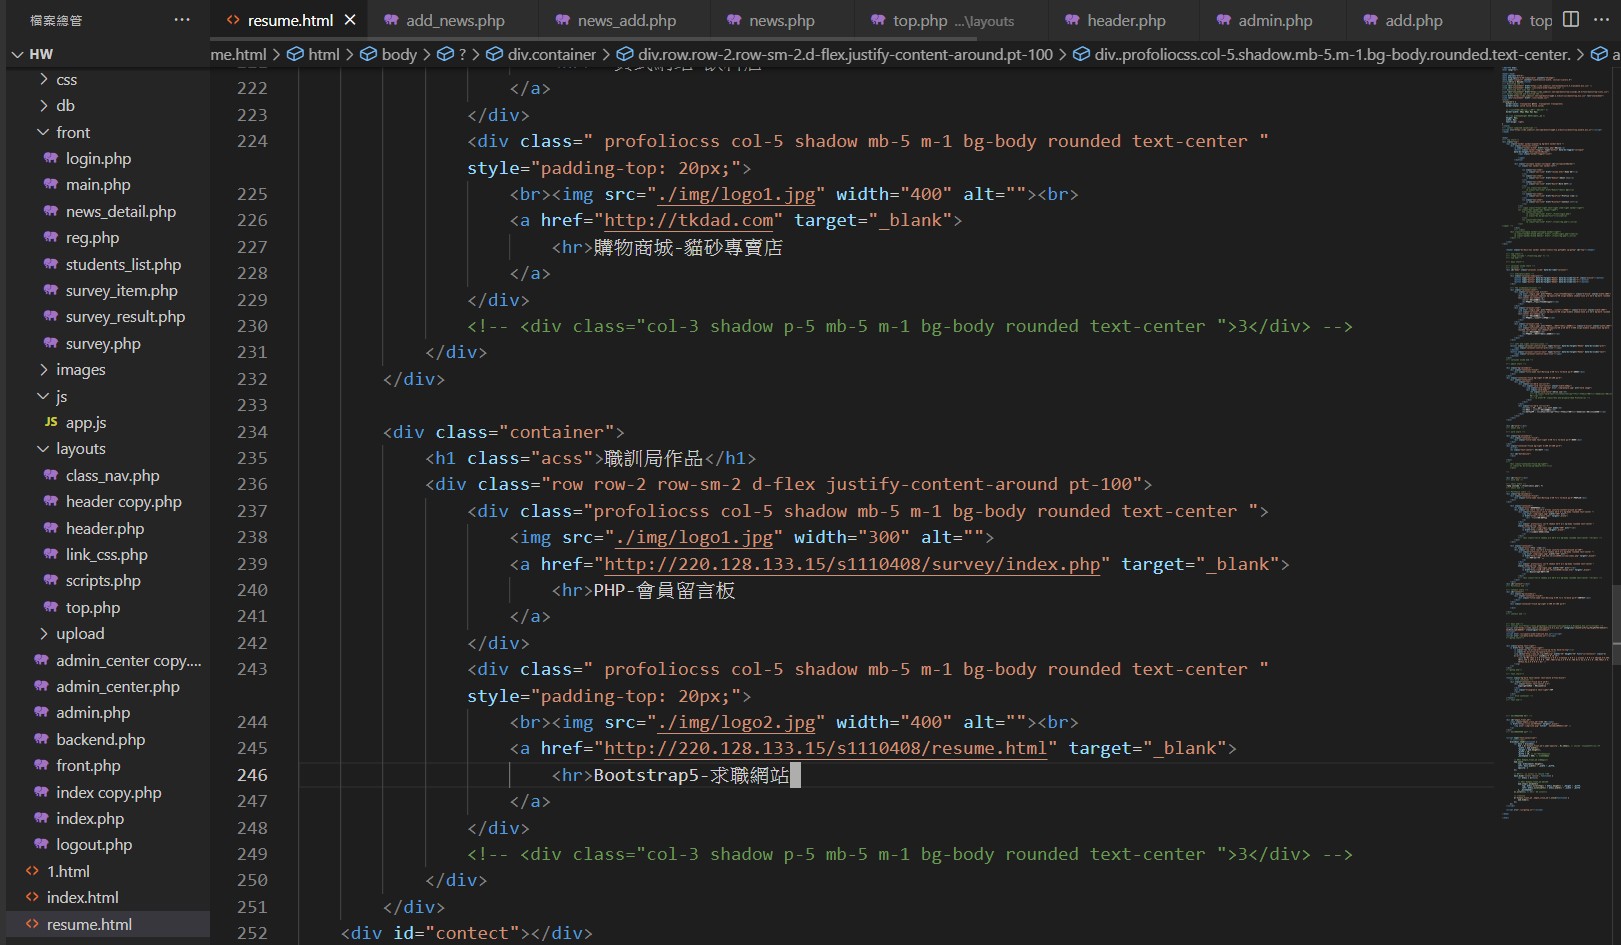 檔案總管 ···
HW
css
db
front
login.php
main.php
news_detail.php
reg.php
students_list.php
survey_item.php
survey_result.php
survey.php
images
js
JS app.js
layouts
class_nav.php
header copy.php
header.php
link_css.php
scripts.php
top.php
upload
admin_center copy....
admin_center.php
admin.php
backend.php
front.php
index copy.php
index.php
logout.php
<> 1.html
<> index.html
<> resume.html
<> resume.html × add_news.php news_add.php news.php top.php ...\layouts header.php admin.php add.php top ···
me.html > html > body > ? > div.container > div.row.row-2.row-sm-2.d-flex.justify-content-around.pt-100 > div..profoliocss.col-5.shadow.mb-5.m-1.bg-body.rounded.text-center. > a
222 </a>
223 </div>
224 <div class=" profoliocss col-5 shadow mb-5 m-1 bg-body rounded text-center "
style="padding-top: 20px;">
225 <br><img src="./img/logo1.jpg" width="400" alt=""><br>
226 <a href="http://tkdad.com" target="_blank">
227 <hr>購物商城-貓砂專賣店
228 </a>
229 </div>
230 <!-- <div class="col-3 shadow p-5 mb-5 m-1 bg-body rounded text-center ">3</div> -->
231 </div>
232 </div>
233
234 <div class="container">
235 <h1 class="acss">職訓局作品</h1>
236 <div class="row row-2 row-sm-2 d-flex justify-content-around pt-100">
237 <div class="profoliocss col-5 shadow mb-5 m-1 bg-body rounded text-center ">
238 <img src="./img/logo1.jpg" width="300" alt="">
239 <a href="http://220.128.133.15/s1110408/survey/index.php" target="_blank">
240 <hr>PHP-會員留言板
241 </a>
242 </div>
243 <div class=" profoliocss col-5 shadow mb-5 m-1 bg-body rounded text-center "
style="padding-top: 20px;">
244 <br><img src="./img/logo2.jpg" width="400" alt=""><br>
245 <a href="http://220.128.133.15/s1110408/resume.html" target="_blank">
246 <hr>Bootstrap5-求職網站
247 </a>
248 </div>
249 <!-- <div class="col-3 shadow p-5 mb-5 m-1 bg-body rounded text-center ">3</div> -->
250 </div>
251 </div>
252 <div id="contect"></div>